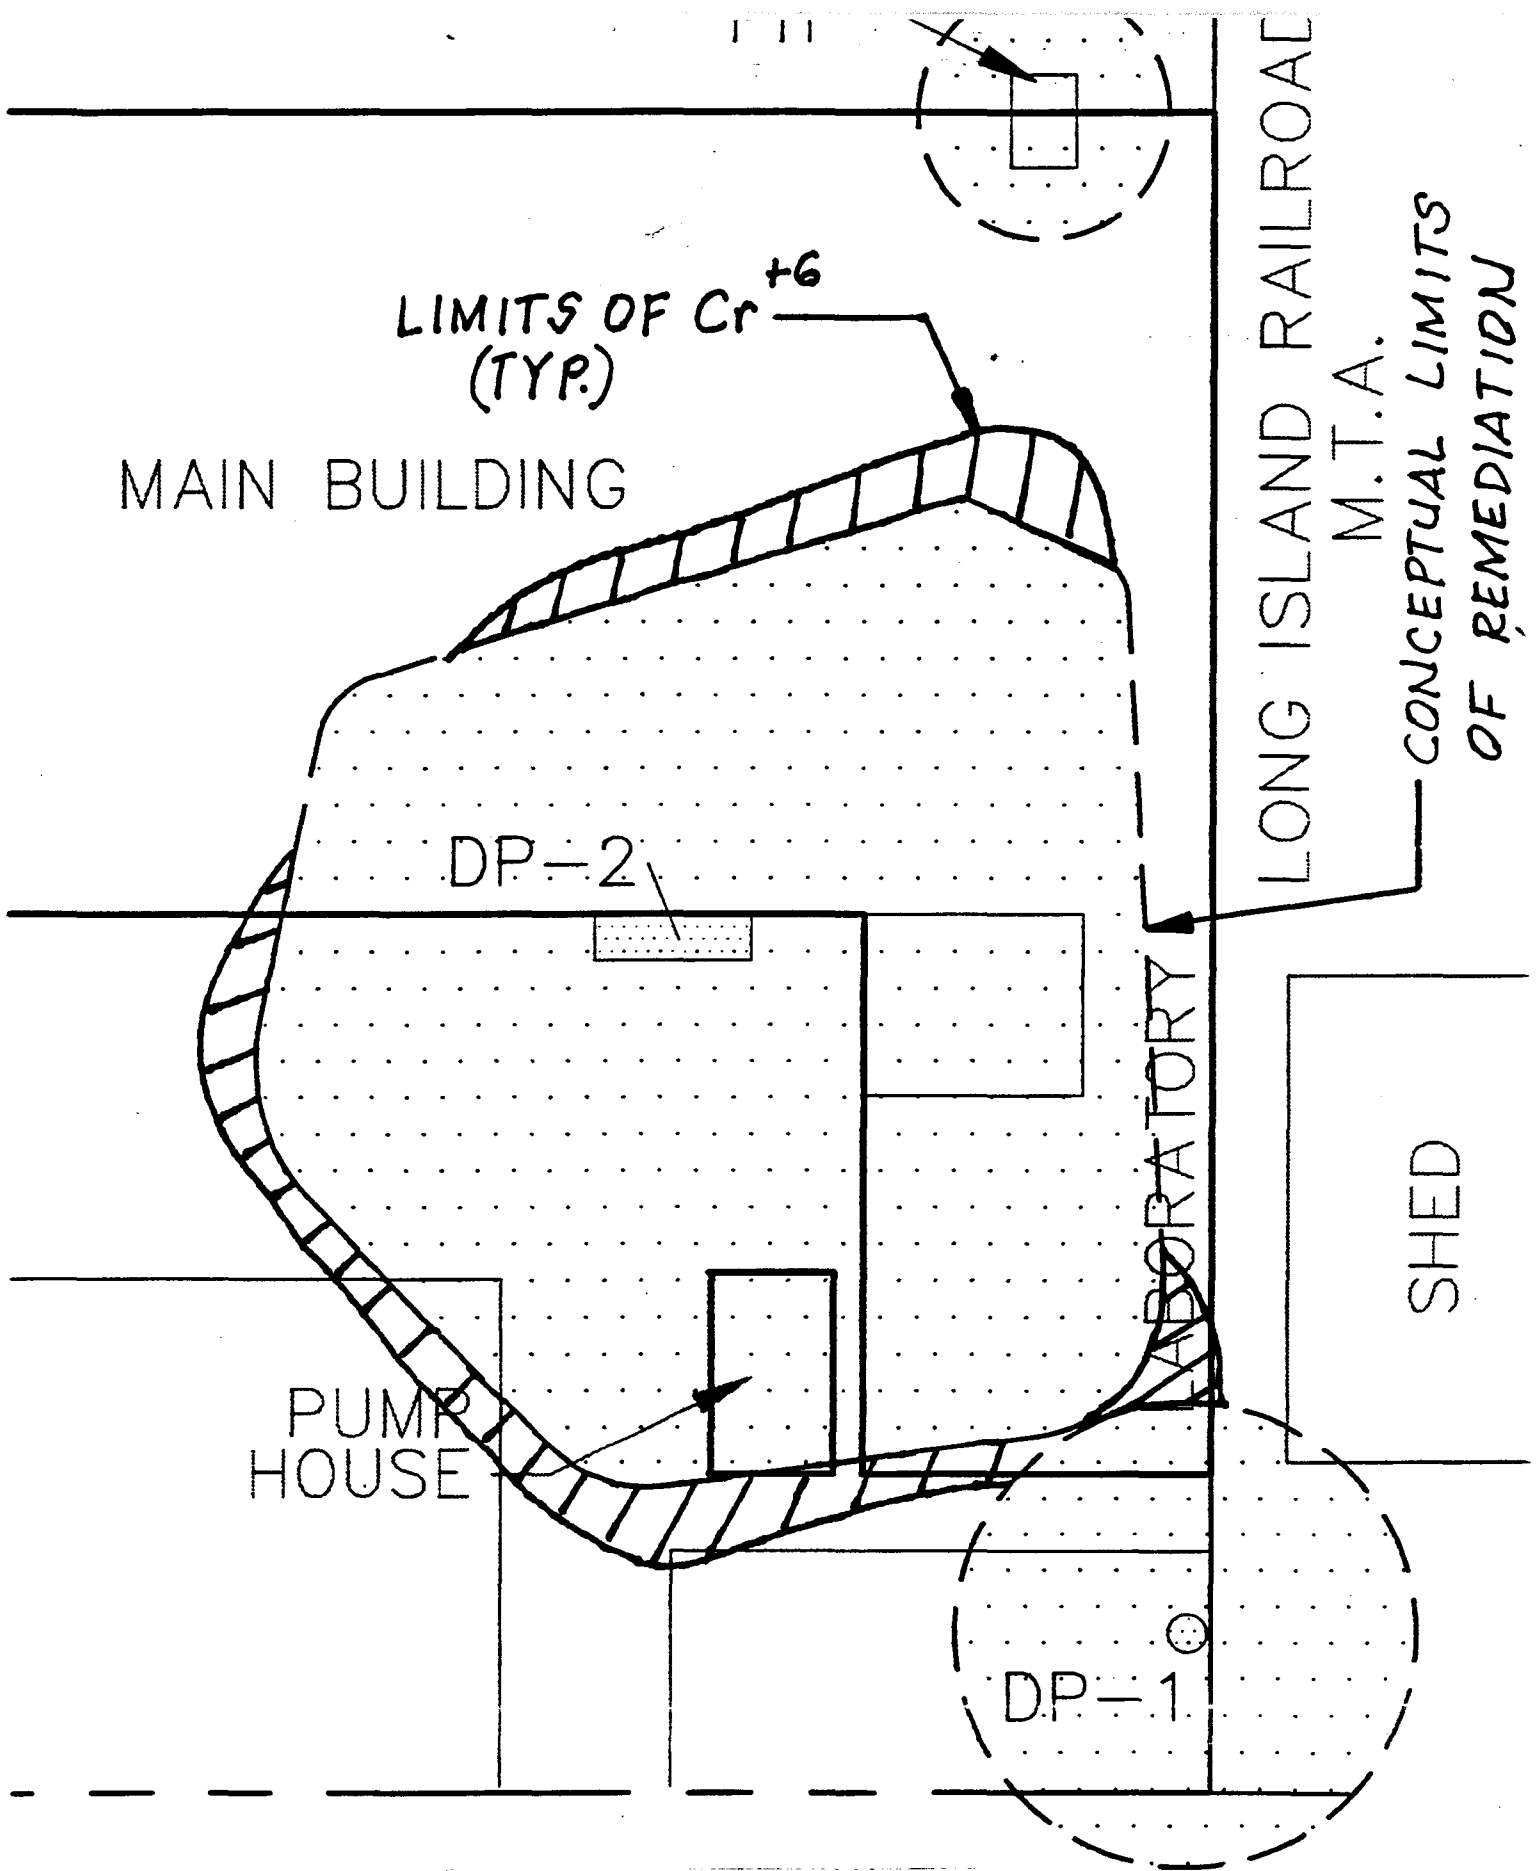 LIMITS OF Cr+6
(TYP.)
MAIN BUILDING
LONG ISLAND RAILROAD
M.T.A.
CONCEPTUAL LIMITS
OF REMEDIATION
DP-2
LABORATORY
SHED
PUMP
HOUSE
DP-1